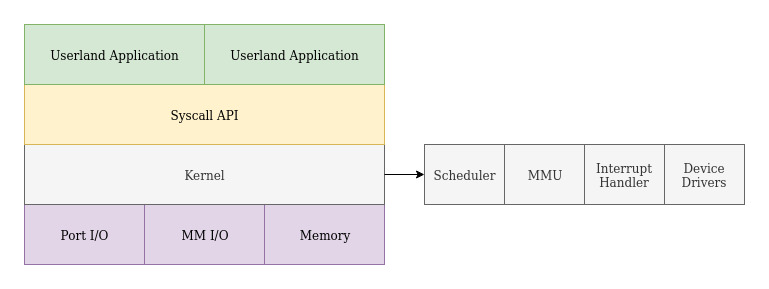 Userland Application
Userland Application
Syscall API
Kernel
Scheduler
MMU
Interrupt
Handler
Device
Drivers
Port I/O
MM I/O
Memory